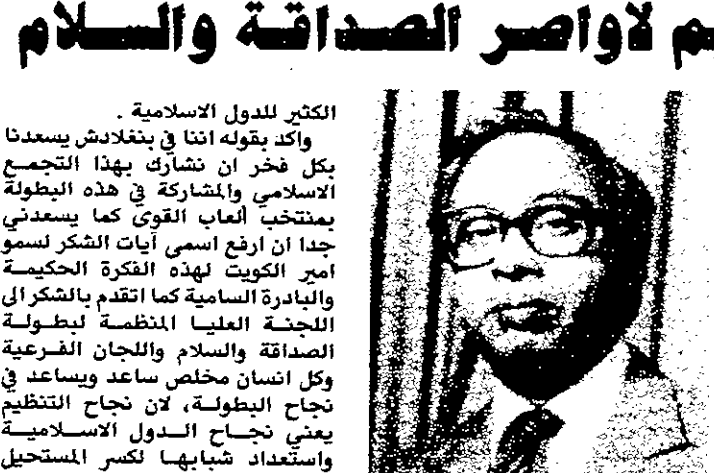 م لاواصر الصداقة والسلام
الكثير للدول الاسلامية .
واكد بقوله اننا في بنغلادش يسعدنا
بكل فخر ان نشارك بهذا التجمع
الاسلامي والمشاركة في هذه البطولة
بمنتخب ألعاب القوى كما يسعدني
جدا ان ارفع اسمى آيات الشكر لسمو
امير الكويت لهذه الفكرة الحكيمة
والبادرة السامية كما اتقدم بالشكر الى
اللجنة العليا المنظمة لبطولة
الصداقة والسلام واللجان الفرعية
وكل انسان مخلص ساعد ويساعد في
نجاح البطولة، لان نجاح التنظيم
يعني نجاح الدول الاسلامية
واستعداد شبابها لكسر المستحيل